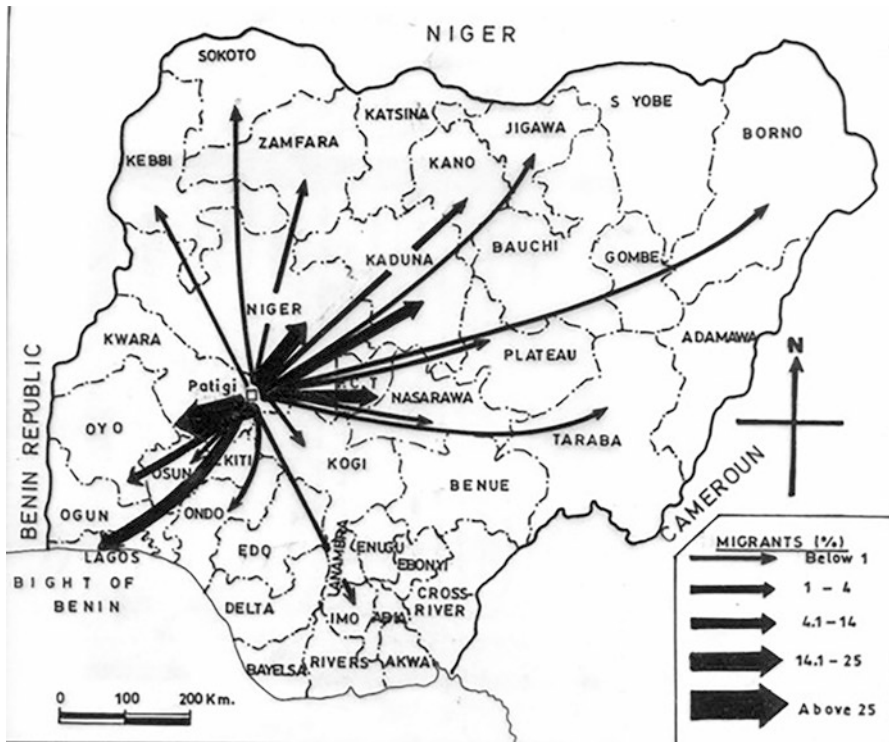 NIGER
SOKOTO
S YOBE
KATSINA
JIGAWA
BORNO
ZAMFARA
KEBBI
KANO
BAUCHI
KADUNA
GOMBE
NIGER
ADAMAWA
KWARA
PLATEAU
N
Patigi
F.C.T
NASARAWA
BENIN REPUBLIC
OYO
TARABA
OSUN
EKITI
KOGI
BENUE
CAMEROUN
OGUN
ONDO
LAGOS
EDO
ANAMBRA
ENUGU
EBONYI
BIGHT OF
BENIN
CROSS-
RIVER
DELTA
IMO
ABIA
BAYELSA
RIVERS
AKWA
0 100 200 Km.
MIGRANTS (%)
Below 1
1 – 4
4.1–14
14.1–25
Above 25